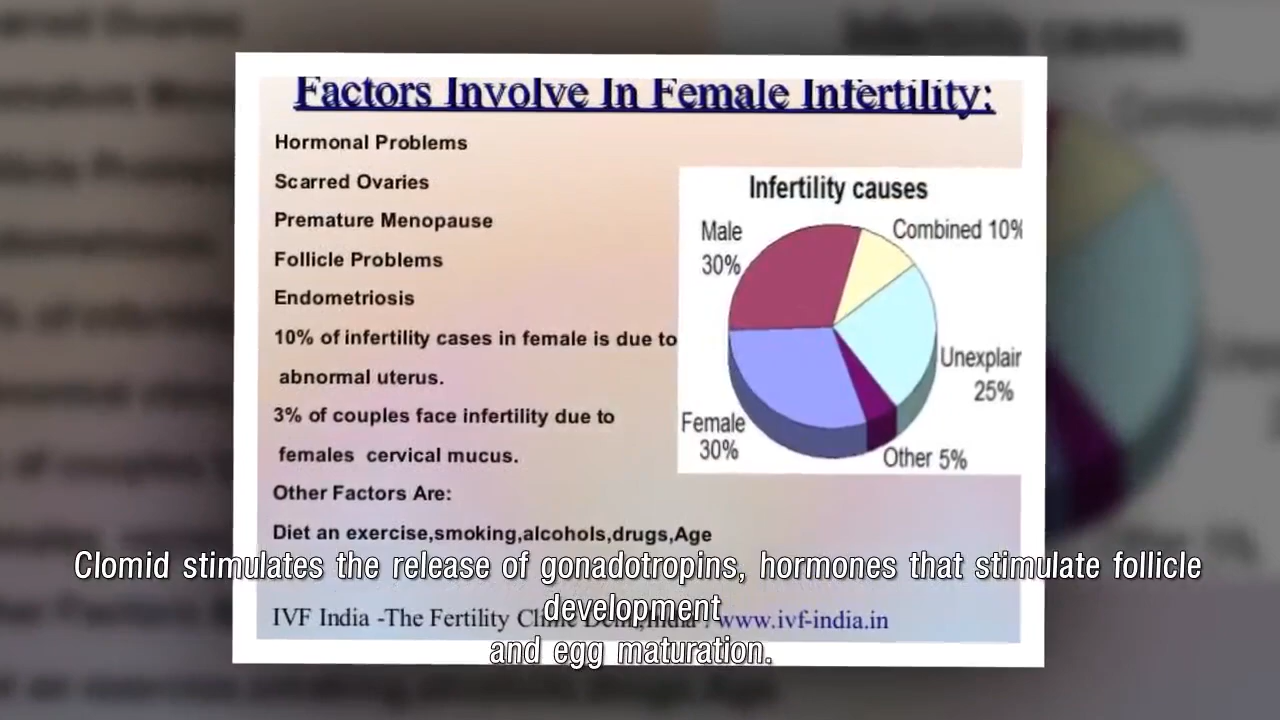 Factors Involve In Female Infertility:
Hormonal Problems
Scarred Ovaries
Premature Menopause
Follicle Problems
Endometriosis
10% of infertility cases in female is due to
abnormal uterus.
3% of couples face infertility due to
females cervical mucus.
Other Factors Are:
Diet an exercise,smoking,alcohols,drugs,Age
Infertility causes
Male
30%
Combined 10%
Unexplain
25%
Female
30%
Other 5%
IVF India -The Fertility www.ivf-india.in
Clomid stimulates the release of gonadotropins, hormones that stimulate follicle
development
and egg maturation.